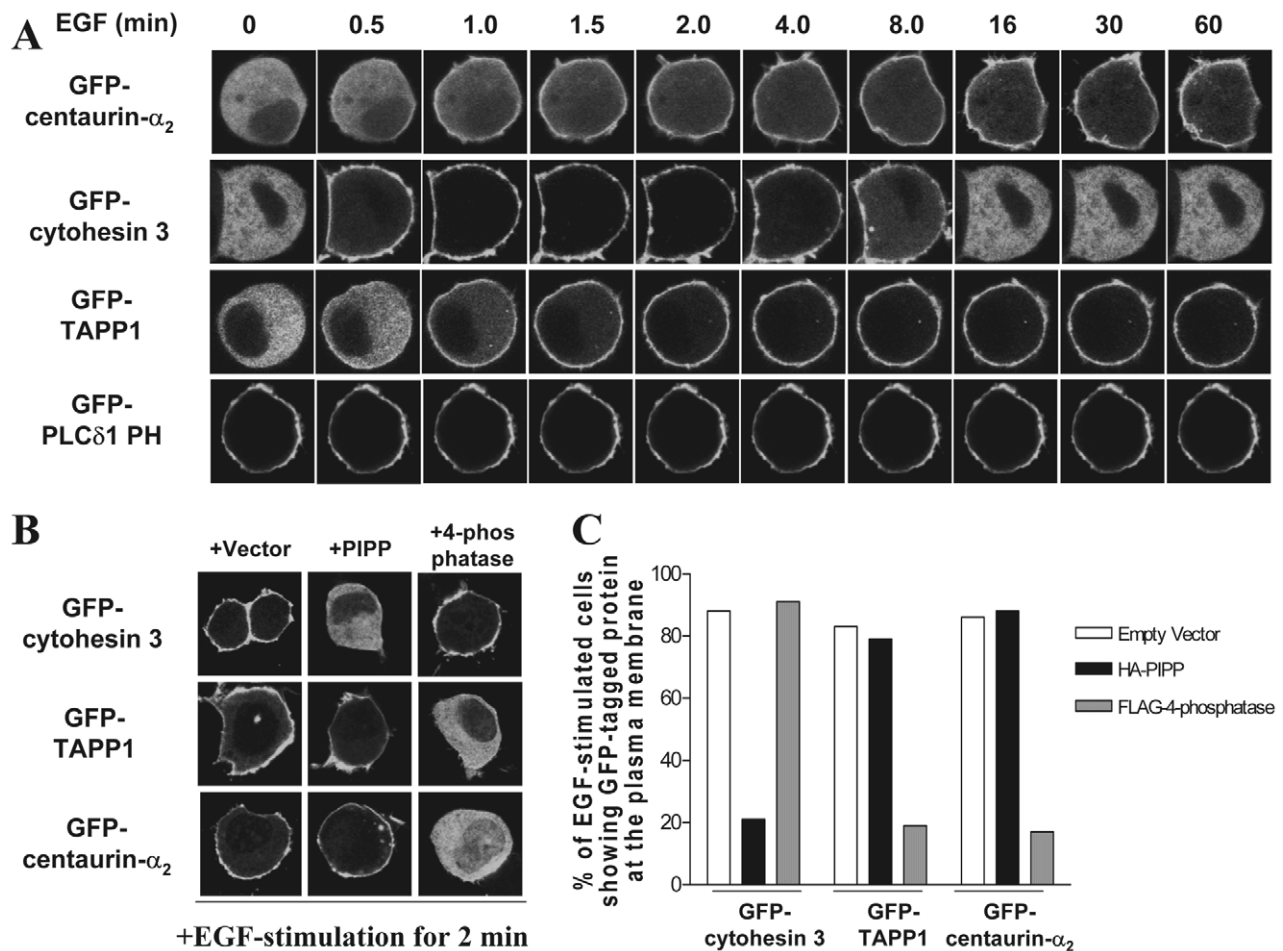 A
EGF (min) 0 0.5 1.0 1.5 2.0 4.0 8.0 16 30 60
GFP-
centaurin-α₂
GFP-
cytohesin 3
GFP-
TAPP1
GFP-
PLCδ1 PH
B
+Vector +PIPP +4-phos
phatase
GFP-
cytohesin 3
GFP-
TAPP1
GFP-
centaurin-α₂
+EGF-stimulation for 2 min
C
% of EGF-stimulated cells
showing GFP-tagged protein
at the plasma membrane
100
80
60
40
20
0
GFP-
cytohesin 3
GFP-
TAPP1
GFP-
centaurin-α₂
Empty Vector
HA-PIPP
FLAG-4-phosphatase